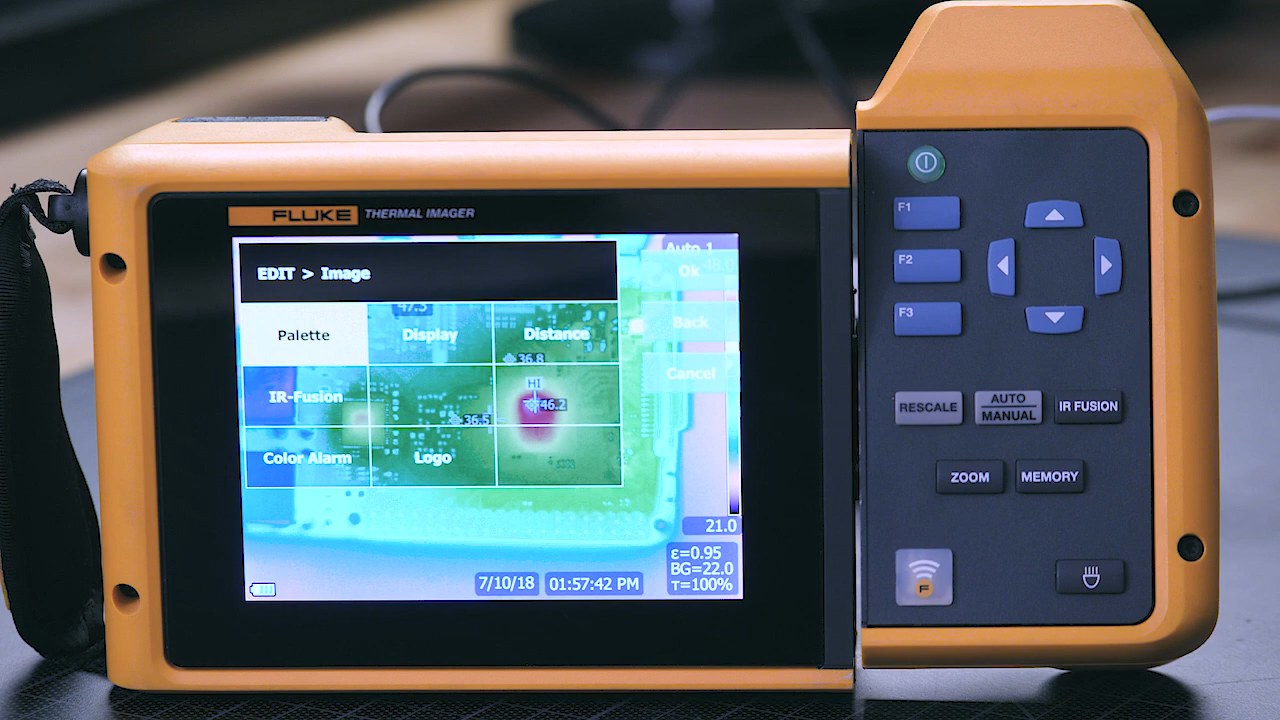 FLUKE THERMAL IMAGER
EDIT > Image
Auto 1
Ok
Palette
Display
Distance
Back
36.8
Cancel
HI
IR-Fusion
46.2
36.5
Color Alarm
Logo
21.0
ε=0.95
BG=22.0
τ=100%
7/10/18
01:57:42 PM
F1
F2
F3
RESCALE
AUTO
MANUAL
IR FUSION
ZOOM
MEMORY
F